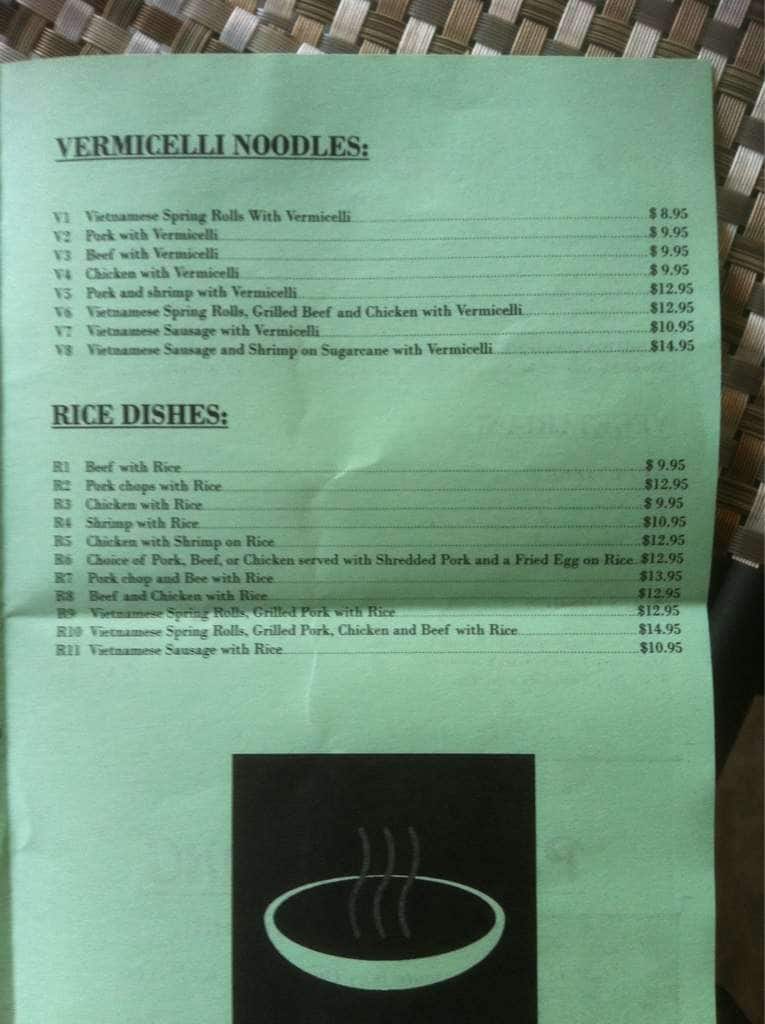 VERMICELLI NOODLES:
V1 Vietnamese Spring Rolls With Vermicelli $ 8.95
V2 Pork with Vermicelli $ 9.95
V3 Beef with Vermicelli $ 9.95
V4 Chicken with Vermicelli $ 9.95
V5 Pork and shrimp with Vermicelli $12.95
V6 Vietnamese Spring Rolls, Grilled Beef and Chicken with Vermicelli $12.95
V7 Vietnamese Sausage with Vermicelli $10.95
V8 Vietnamese Sausage and Shrimp on Sugarcane with Vermicelli $14.95
RICE DISHES:
R1 Beef with Rice $ 9.95
R2 Pork chops with Rice $12.95
R3 Chicken with Rice $ 9.95
R4 Shrimp with Rice $10.95
R5 Chicken with Shrimp on Rice $12.95
R6 Choice of Pork, Beef, or Chicken served with Shredded Pork and a Fried Egg on Rice $12.95
R7 Pork chop and Bee with Rice $13.95
R8 Beef and Chicken with Rice $12.95
R9 Vietnamese Spring Rolls, Grilled Pork with Rice $12.95
R10 Vietnamese Spring Rolls, Grilled Pork, Chicken and Beef with Rice $14.95
R11 Vietnamese Sausage with Rice $10.95